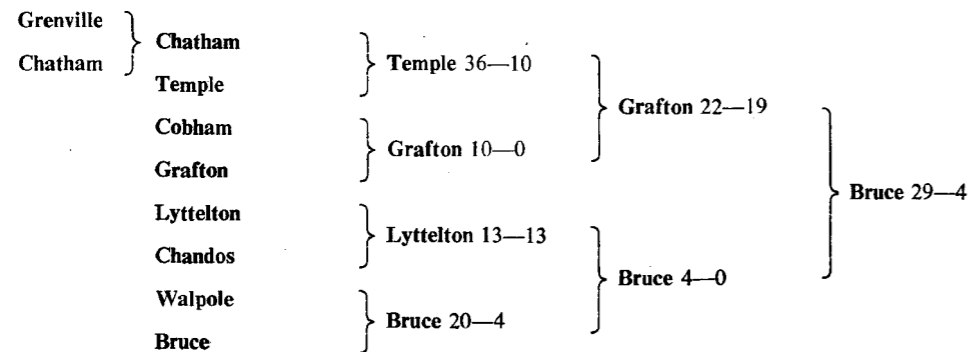 Grenville
Chatham
Chatham
Temple
Cobham
Grafton
Lyttelton
Chandos
Walpole
Bruce
Temple 36—10
Grafton 10—0
Lyttelton 13—13
Bruce 20—4
Grafton 22—19
Bruce 4—0
Bruce 29—4